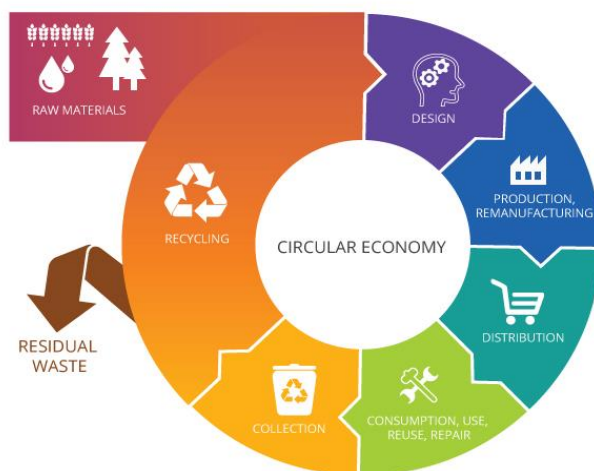 RAW MATERIALS
DESIGN
PRODUCTION,
REMANUFACTURING
DISTRIBUTION
CONSUMPTION, USE,
REUSE, REPAIR
COLLECTION
RECYCLING
CIRCULAR ECONOMY
RESIDUAL
WASTE